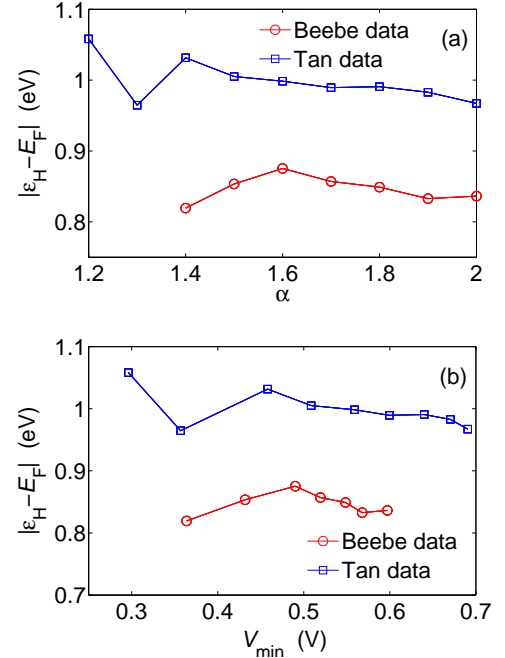 1.1
1
0.9
0.8
|ε_H−E_F| (eV)
Beebe data
Tan data
(a)
1.2 1.4 1.6 1.8 2
α
1.1
1
0.9
0.8
0.7
|ε_H−E_F| (eV)
(b)
Beebe data
Tan data
0.3 0.4 0.5 0.6 0.7
V_min (V)